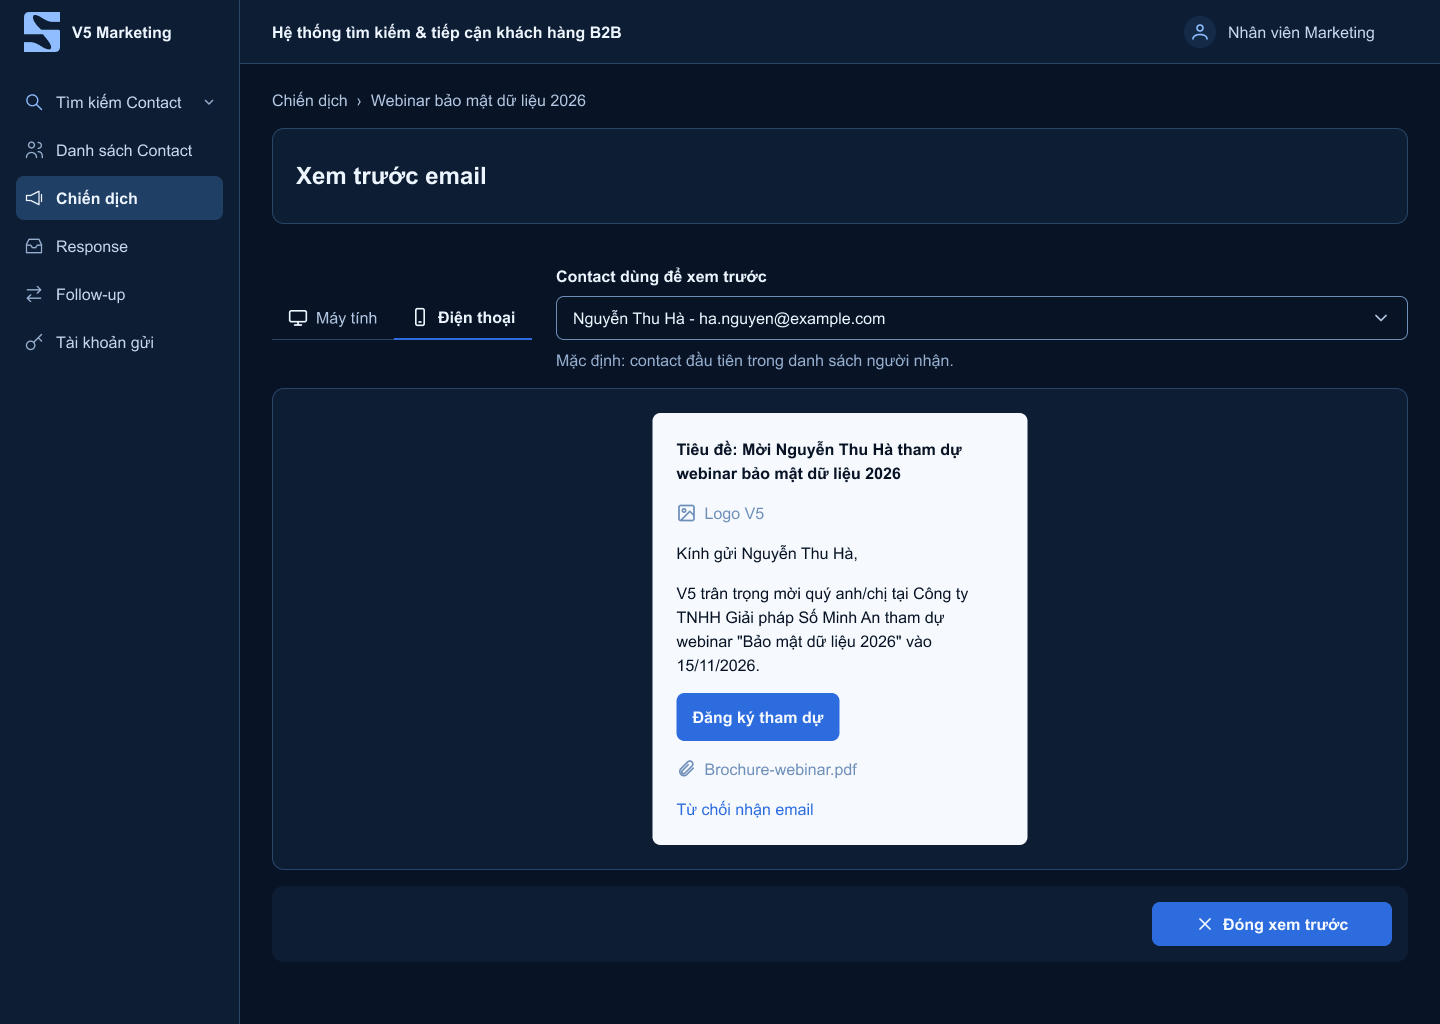 V5 Marketing
Hệ thống tìm kiếm & tiếp cận khách hàng B2B
Nhân viên Marketing
Tìm kiếm Contact
Danh sách Contact
Chiến dịch
Response
Follow-up
Tài khoản gửi
Chiến dịch › Webinar bảo mật dữ liệu 2026
Xem trước email
Máy tính
Điện thoại
Contact dùng để xem trước
Nguyễn Thu Hà - ha.nguyen@example.com
Mặc định: contact đầu tiên trong danh sách người nhận.
Tiêu đề: Mời Nguyễn Thu Hà tham dự
webinar bảo mật dữ liệu 2026
Logo V5
Kính gửi Nguyễn Thu Hà,
V5 trân trọng mời quý anh/chị tại Công ty
TNHH Giải pháp Số Minh An tham dự
webinar "Bảo mật dữ liệu 2026" vào
15/11/2026.
Đăng ký tham dự
Brochure-webinar.pdf
Từ chối nhận email
Đóng xem trước